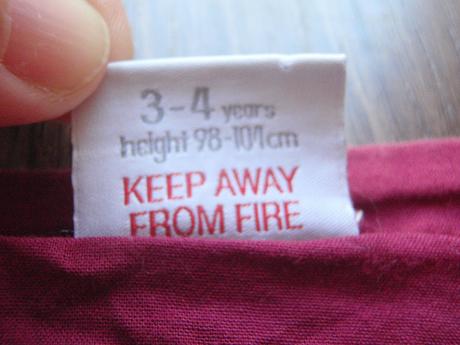 3-4 years
height 98-104cm
KEEP AWAY
FROM FIRE